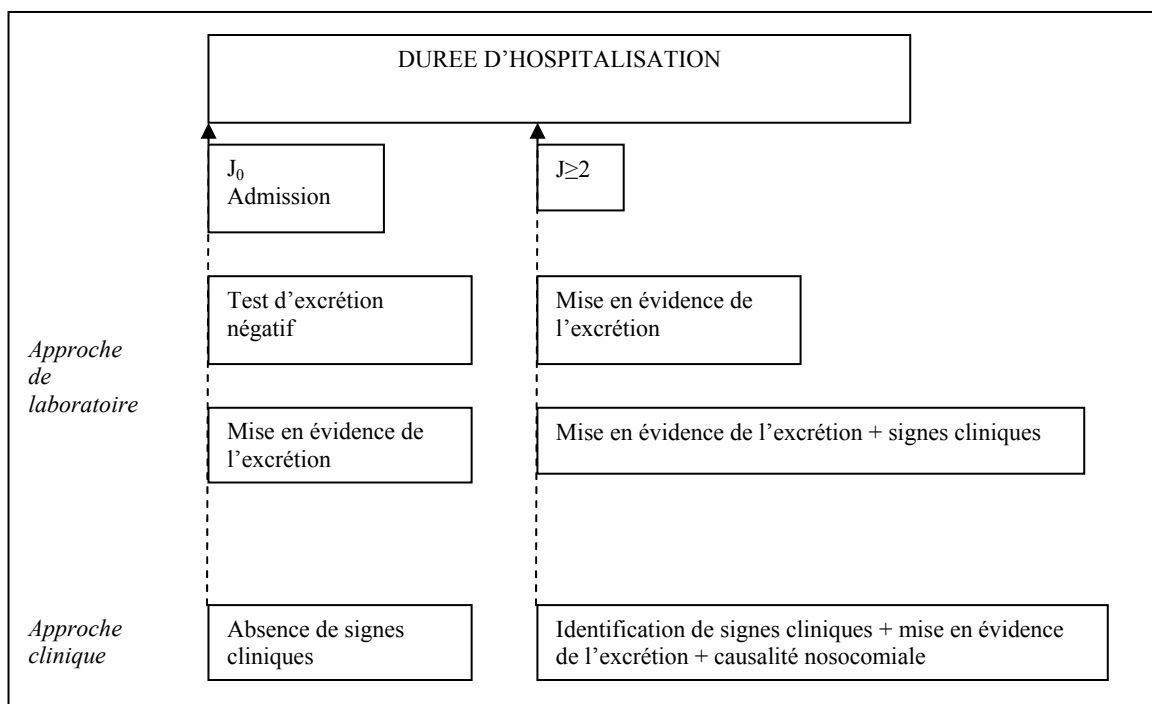 DUREE D’HOSPITALISATION
J0
Admission
J≥2
Test d’excrétion
négatif
Mise en évidence de
l’excrétion
Approche
de
laboratoire
Mise en évidence de
l’excrétion
Mise en évidence de l’excrétion + signes cliniques
Approche
clinique
Absence de signes
cliniques
Identification de signes cliniques + mise en évidence
de l’excrétion + causalité nosocomiale